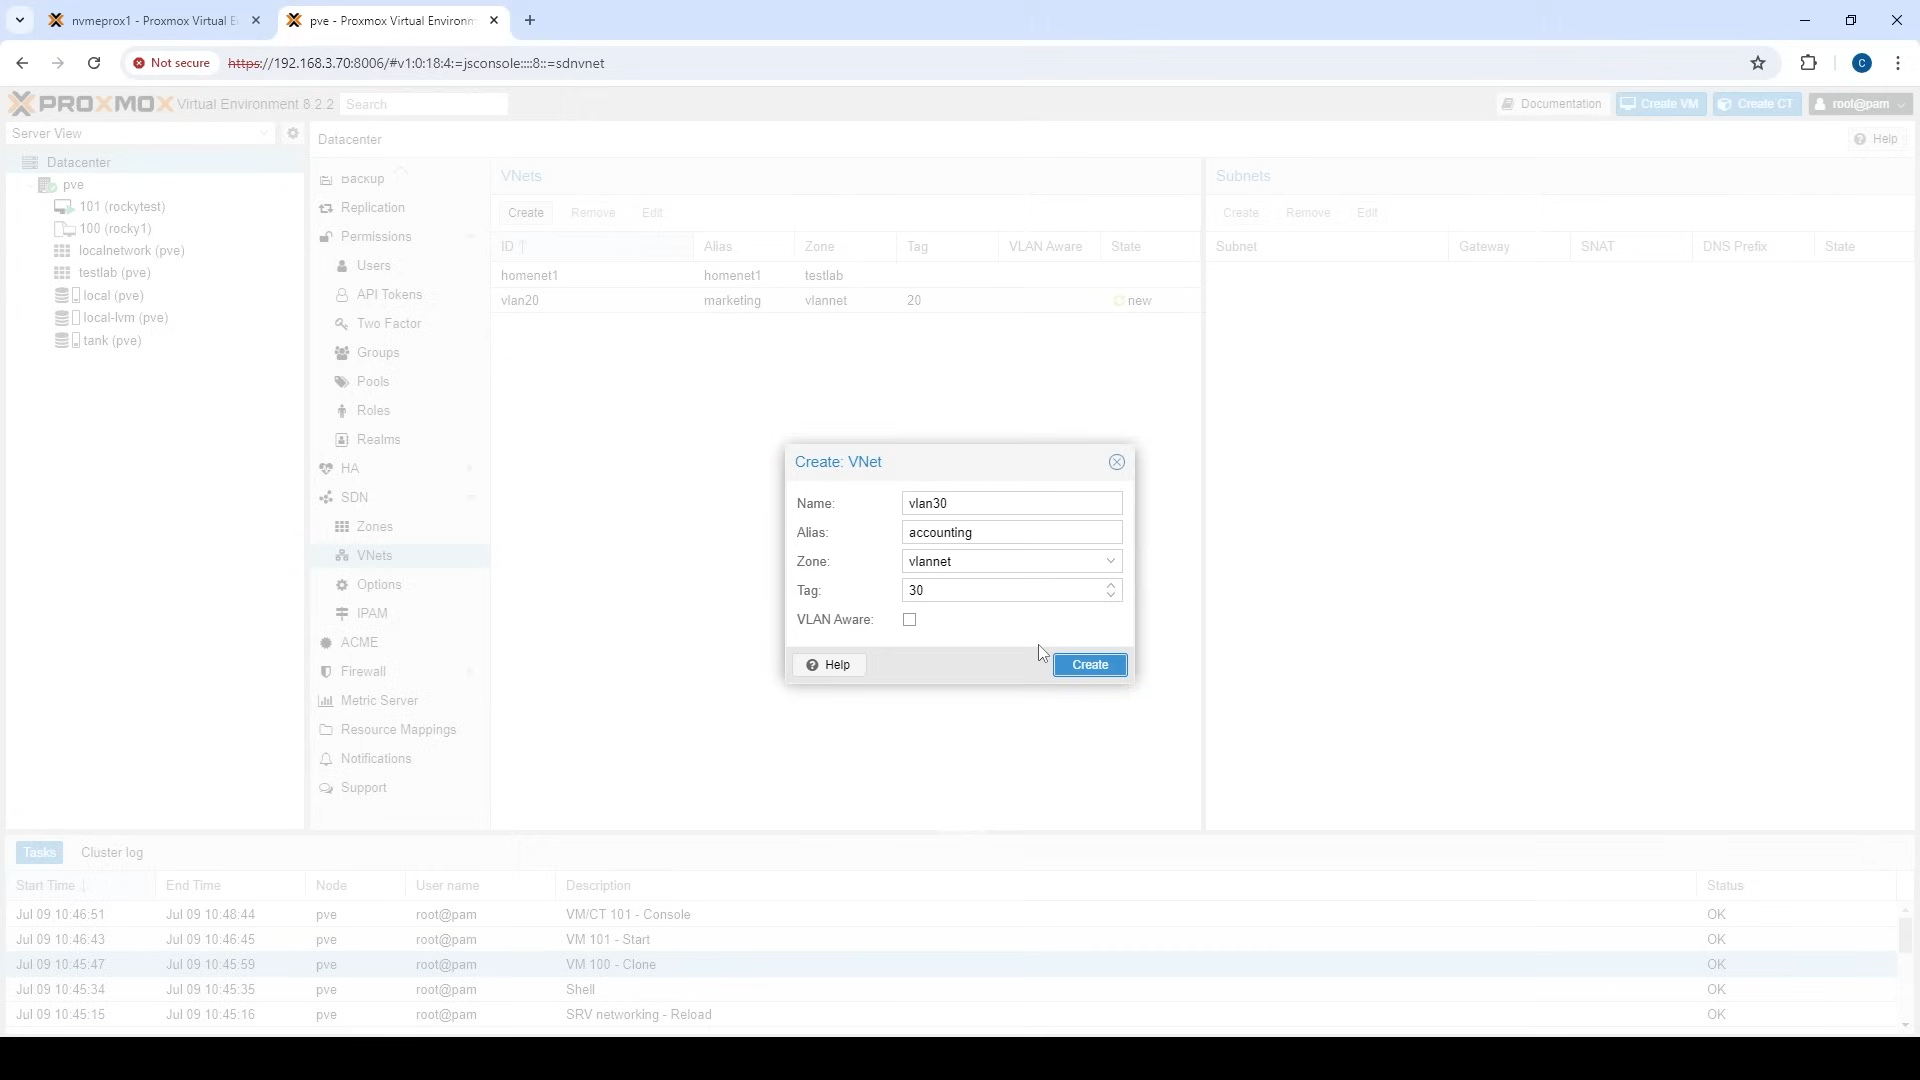 nvmeprox1 - Proxmox Virtual E
pve - Proxmox Virtual Environm
Not secure
https://192.168.3.70:8006/#v1:0:18:4:=jsconsole::::8::=sdnvnet
C
PROXMOX Virtual Environment 8.2.2
Search
Documentation
Create VM
Create CT
root@pam
Server View
Datacenter
Help
Datacenter
pve
101 (rockytest)
100 (rocky1)
localnetwork (pve)
testlab (pve)
local (pve)
local-lvm (pve)
tank (pve)
Backup
Replication
Permissions
Users
API Tokens
Two Factor
Groups
Pools
Roles
Realms
HA
SDN
Zones
VNets
Options
IPAM
ACME
Firewall
Metric Server
Resource Mappings
Notifications
Support
VNets
Create Remove Edit
ID Alias Zone Tag VLAN Aware State
homenet1 homenet1 testlab
vlan20 marketing vlannet 20 new
Subnets
Create Remove Edit
Subnet Gateway SNAT DNS Prefix State
Create: VNet
Name: vlan30
Alias: accounting
Zone: vlannet
Tag: 30
VLAN Aware:
Help
Create
Tasks Cluster log
Start Time End Time Node User name Description Status
Jul 09 10:46:51 Jul 09 10:48:44 pve root@pam VM/CT 101 - Console OK
Jul 09 10:46:43 Jul 09 10:46:45 pve root@pam VM 101 - Start OK
Jul 09 10:45:47 Jul 09 10:45:59 pve root@pam VM 100 - Clone OK
Jul 09 10:45:34 Jul 09 10:45:35 pve root@pam Shell OK
Jul 09 10:45:15 Jul 09 10:45:16 pve root@pam SRV networking - Reload OK